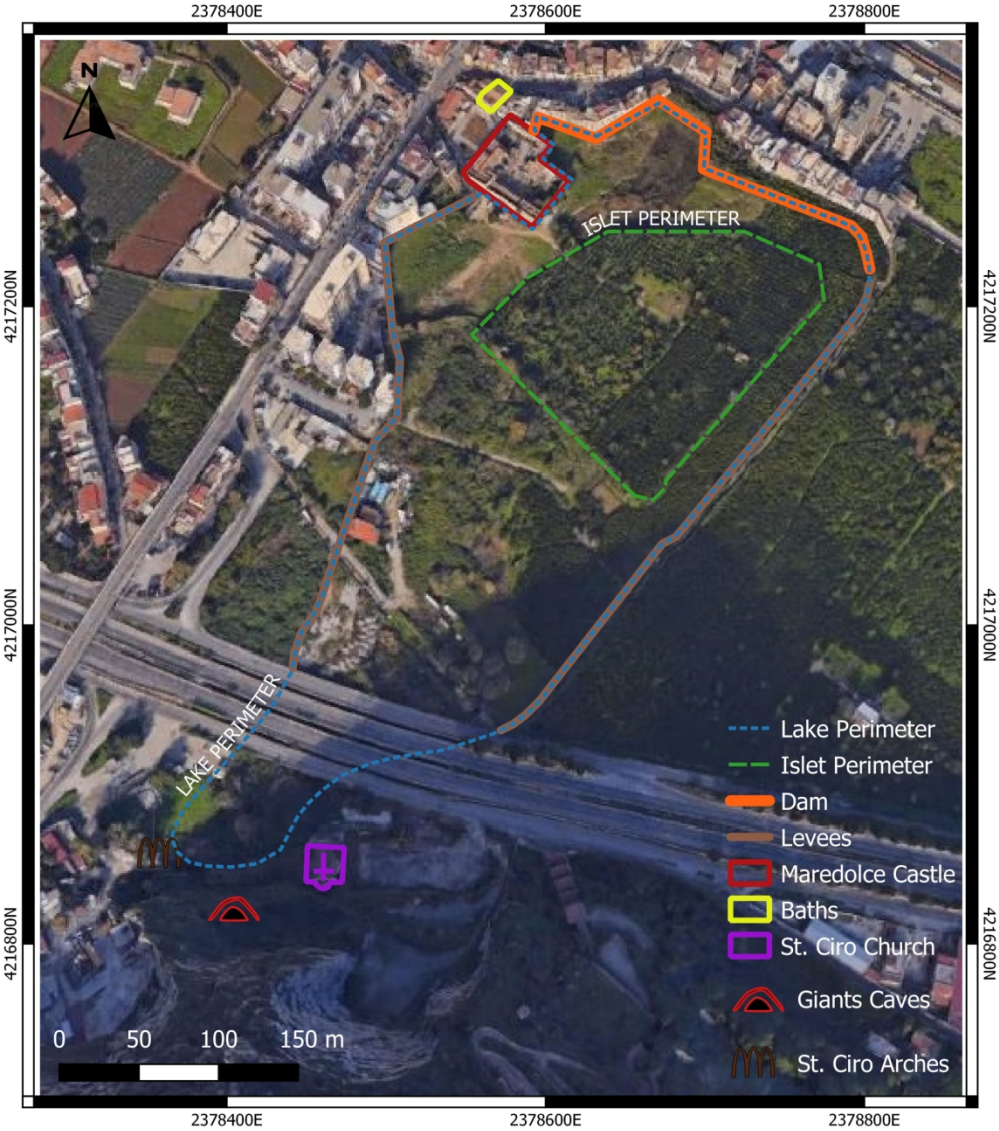 2378400E 2378600E 2378800E
N
ISLET PERIMETER
4217200N 4217200N
4217000N 4217000N
LAKE PERIMETER
Lake Perimeter
Islet Perimeter
Dam
Levees
Maredolce Castle
Baths
St. Ciro Church
4216800N 4216800N
Giants Caves
0 50 100 150 m
St. Ciro Arches
2378400E 2378600E 2378800E